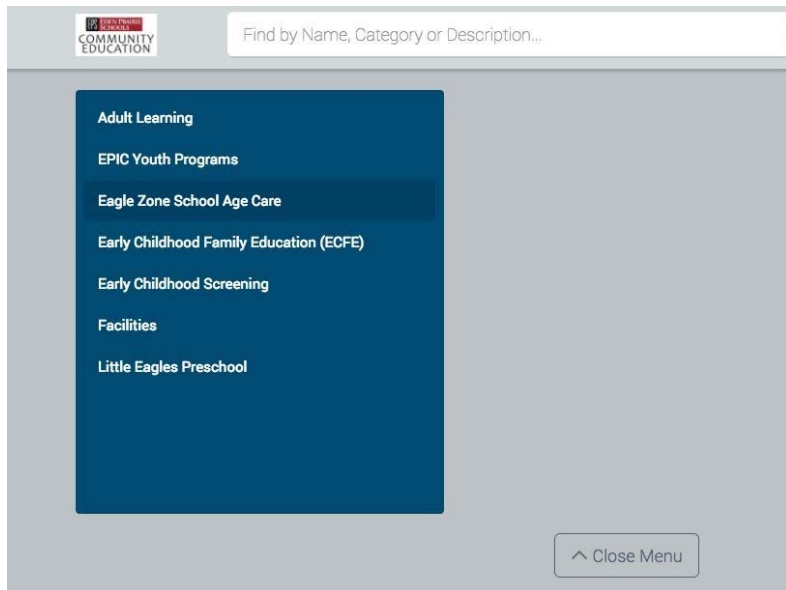 EPS EDEN PRAIRIE
SCHOOLS
COMMUNITY
EDUCATION
Find by Name, Category or Description...
Adult Learning
EPIC Youth Programs
Eagle Zone School Age Care
Early Childhood Family Education (ECFE)
Early Childhood Screening
Facilities
Little Eagles Preschool
Close Menu